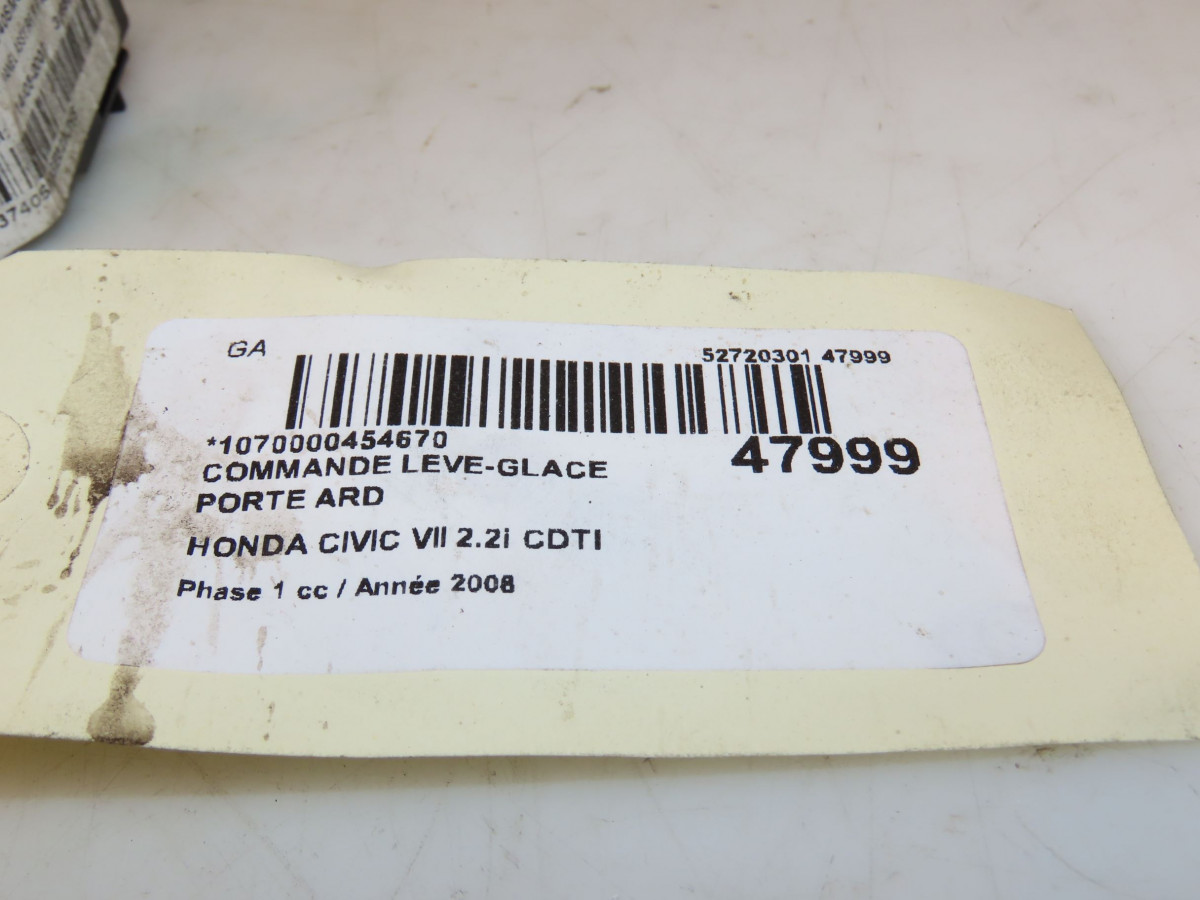 GA
52720301 47999
*1070000454670
47999
COMMANDE LEVE-GLACE
PORTE ARD
HONDA CIVIC VII 2.2i CDTI
Phase 1 cc / Année 2008